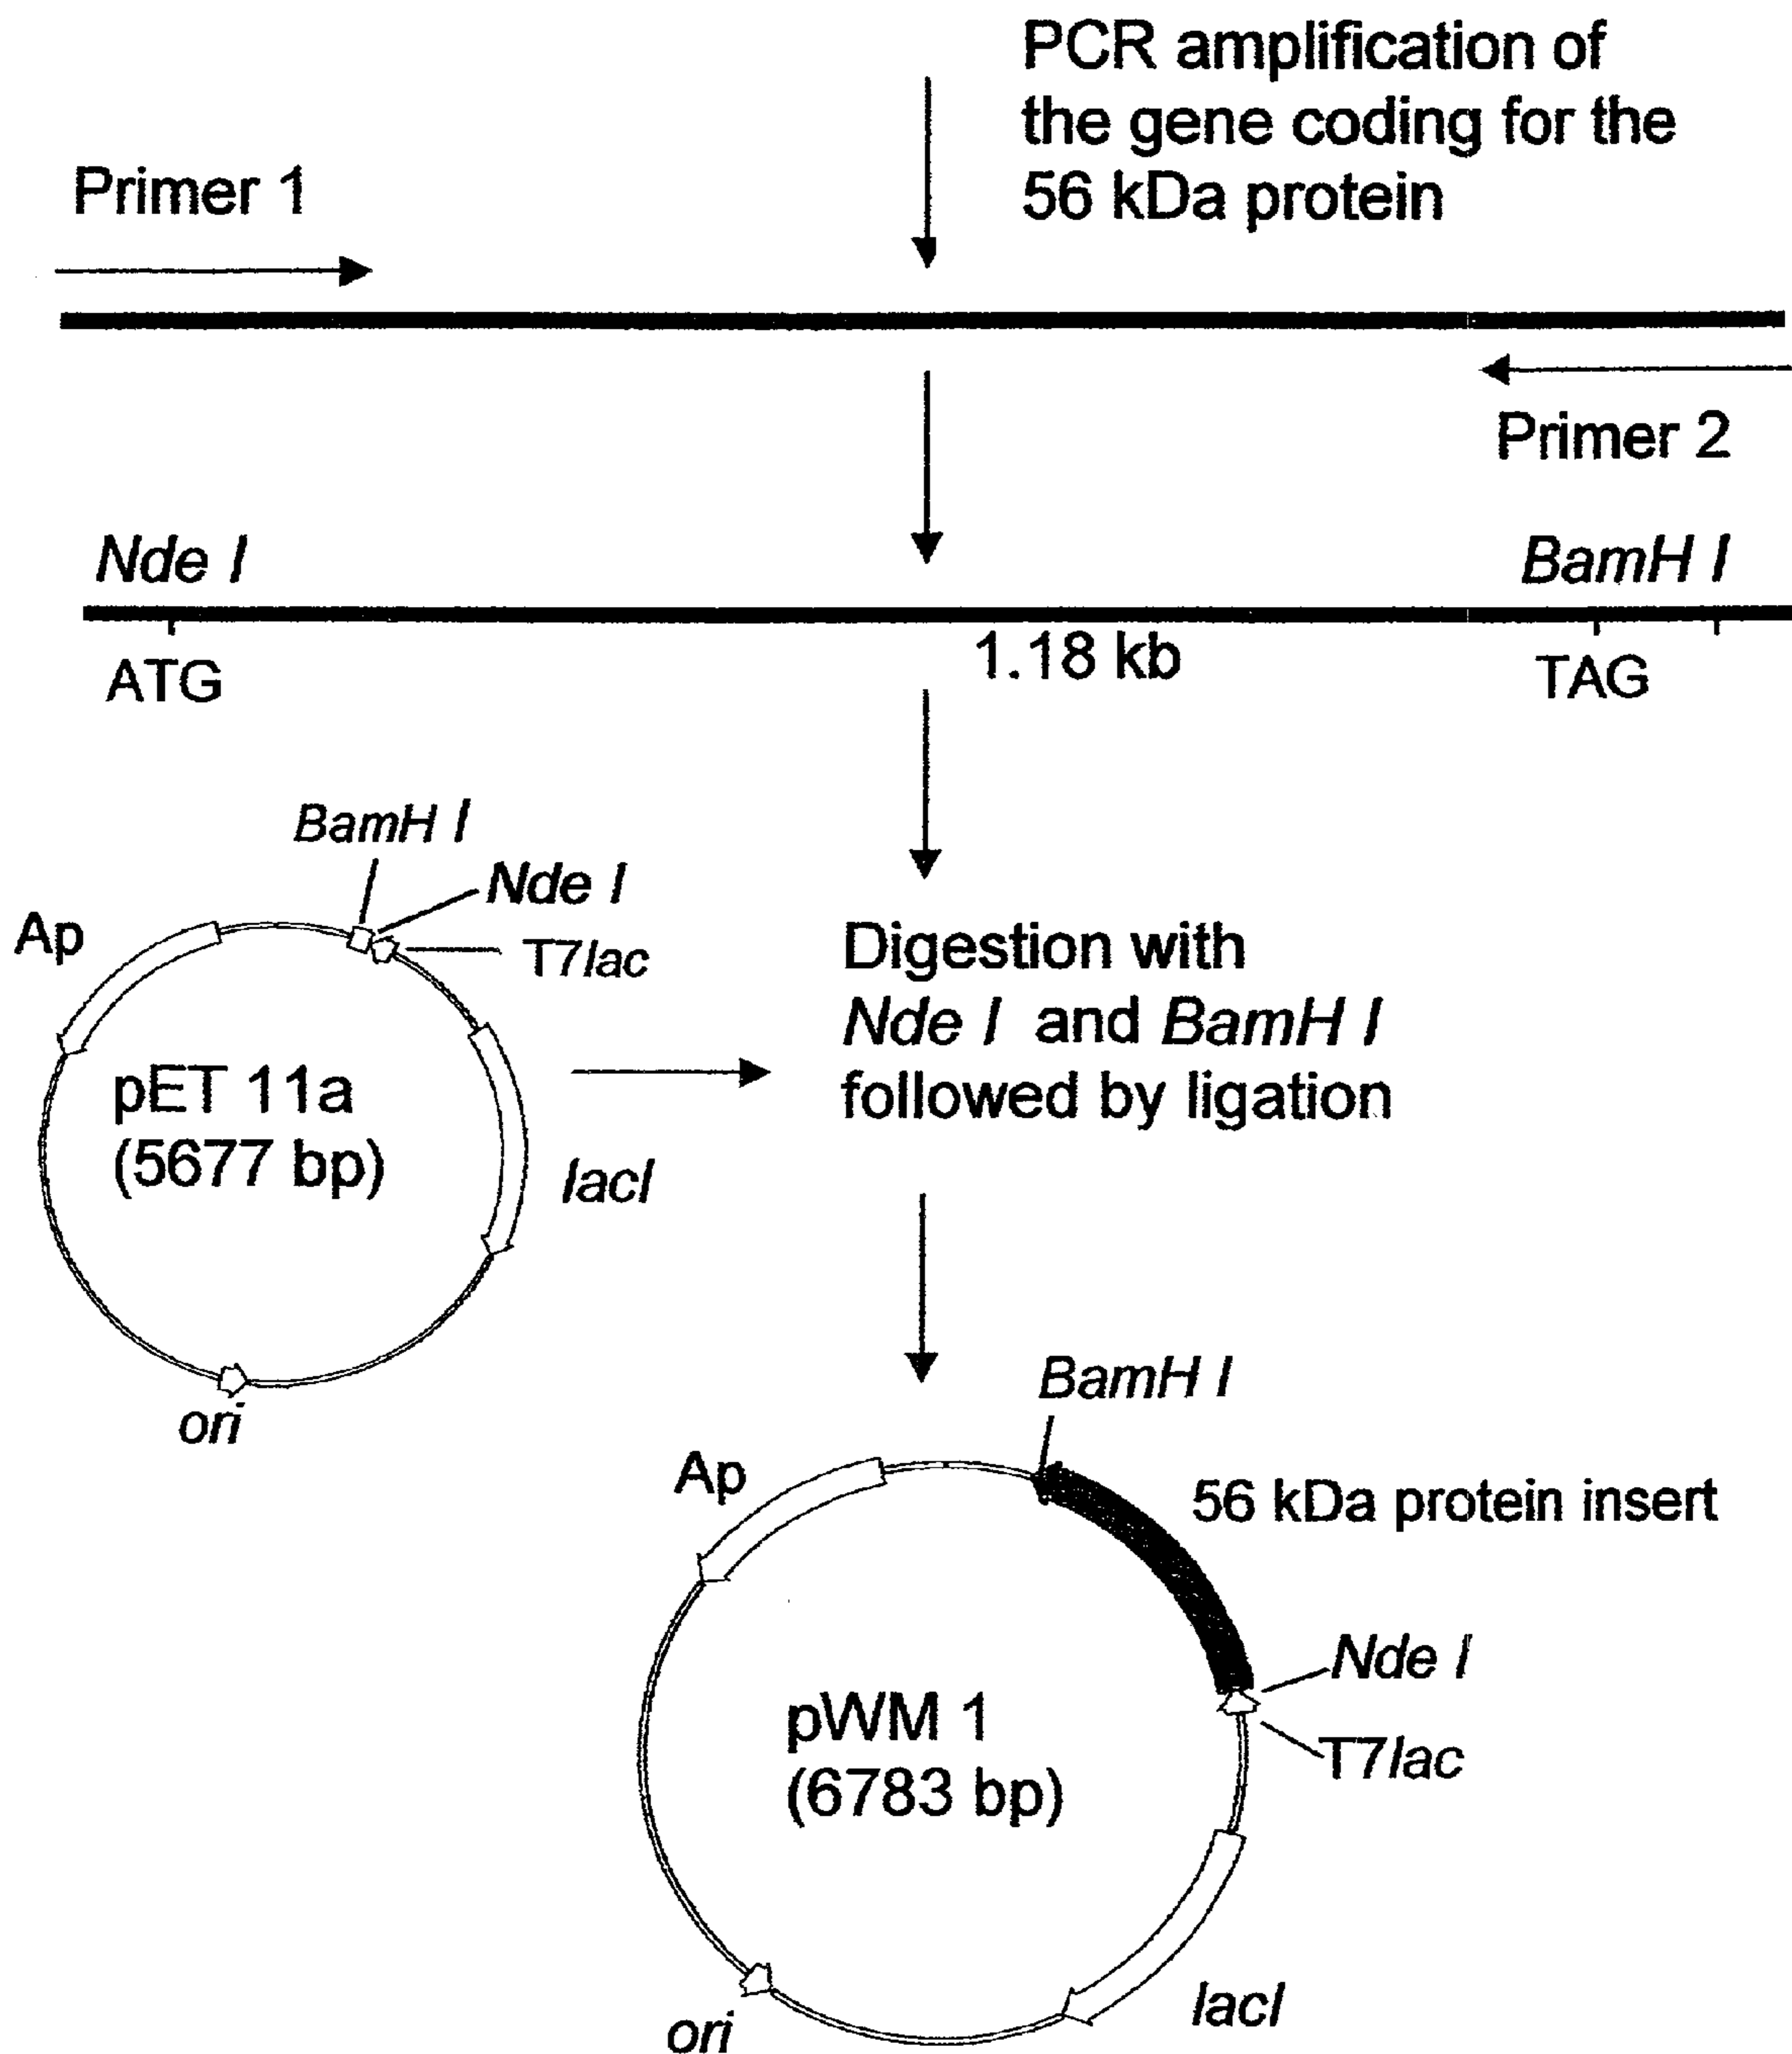 PCR amplification of
the gene coding for the
56 kDa protein
Primer 1
Primer 2
Nde I
BamH I
ATG
1.18 kb
TAG
BamH I
Nde I
Ap
T7lac
pET 11a
(5677 bp)
lacI
ori
Digestion with
Nde I and BamH I
followed by ligation
BamH I
Ap
56 kDa protein insert
Nde I
T7lac
pWM 1
(6783 bp)
lacI
ori